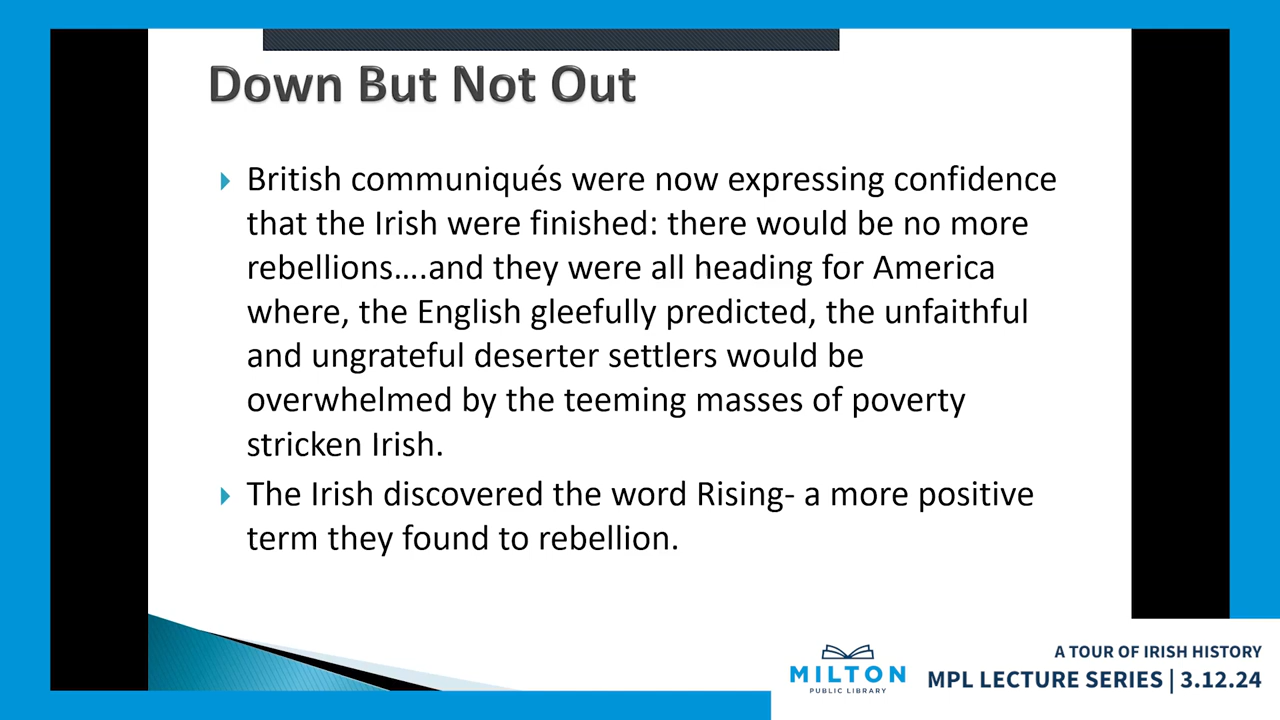 Down But Not Out
British communiqués were now expressing confidence
that the Irish were finished: there would be no more
rebellions....and they were all heading for America
where, the English gleefully predicted, the unfaithful
and ungrateful deserter settlers would be
overwhelmed by the teeming masses of poverty
stricken Irish.
The Irish discovered the word Rising- a more positive
term they found to rebellion.
MILTON
PUBLIC LIBRARY
A TOUR OF IRISH HISTORY
MPL LECTURE SERIES | 3.12.24